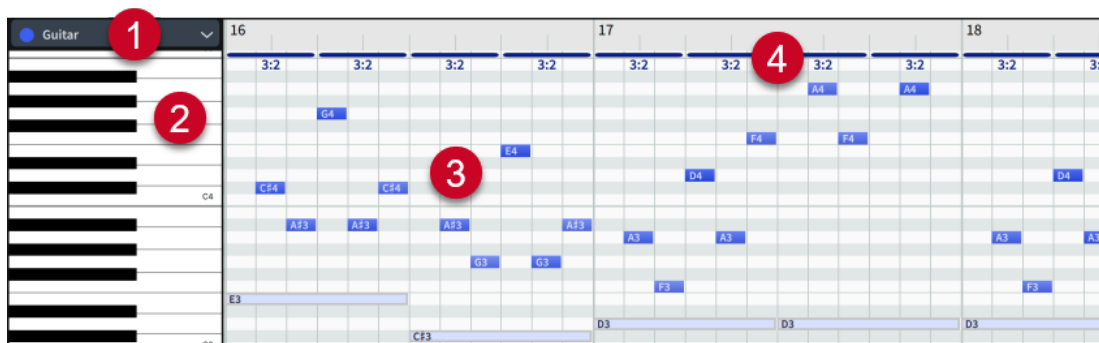 Guitar 1 16 17 18
3:2 3:2 3:2 3:2 3:2 3:2 4 3:2 3:2
A4 A4
2 G4
F4 F4
E4
3 D4 D4
C4 C♯4 C♯4
A♯3 A♯3 A♯3 A♯3
A3 A3 A3
G3 G3
F3 F3
E3
D3 D3 D3
C♯3